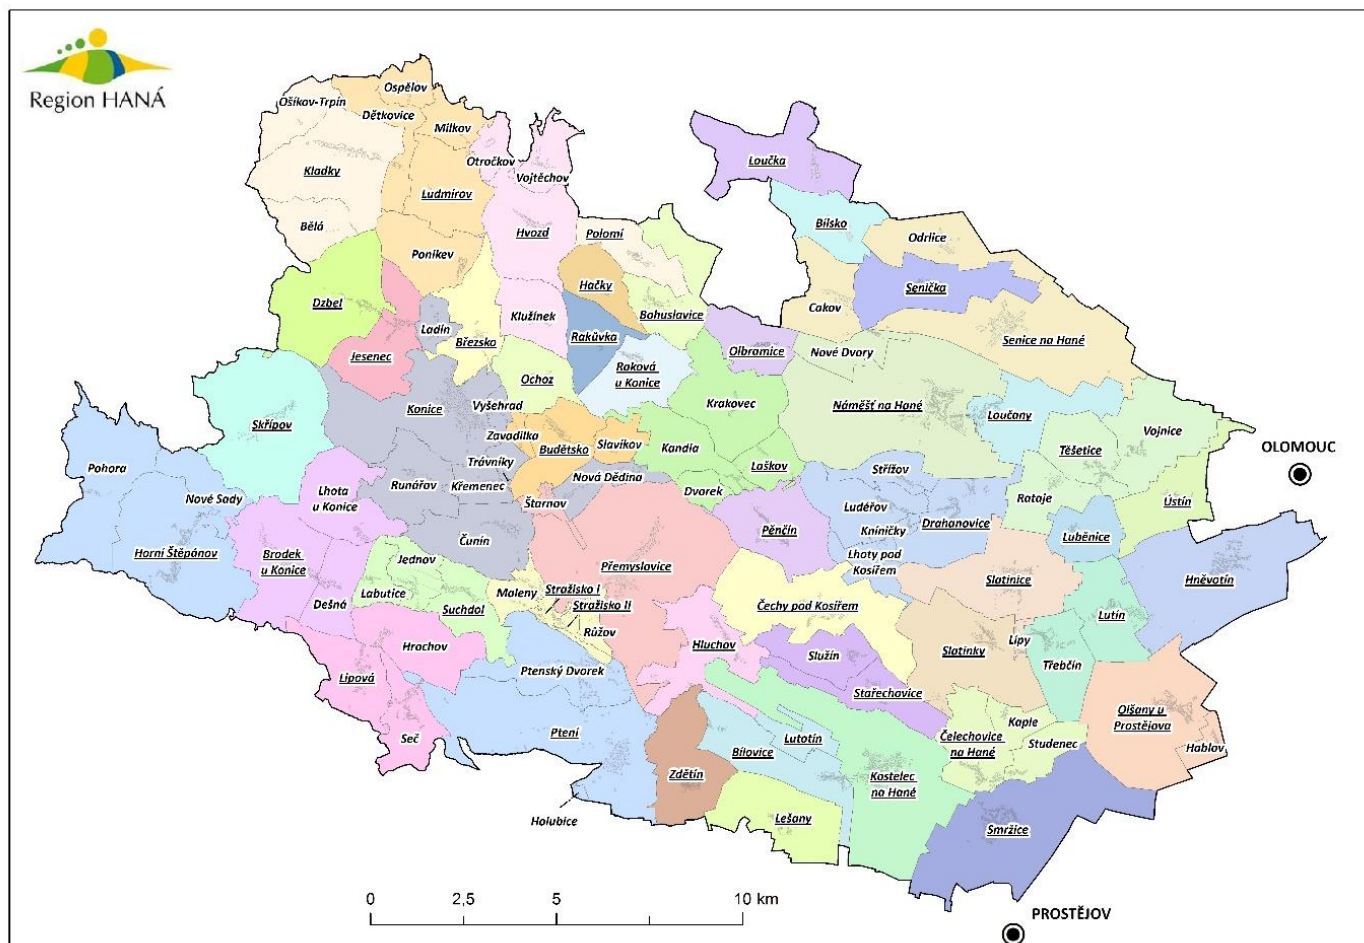 Region HANÁ
Ospělov
Ošíkov-Trpín
Dětkovice
Milkov
Otročkov
Vojtěchov
Kladky
Ludmírov
Loučka
Bělá
Hvozd
Polomí
Bílsko
Odrlice
Ponikev
Dzbel
Hačky
Senička
Cakov
Klužínek
Bohuslavice
Ladín
Březsko
Rakůvka
Senice na Hané
Jesenec
Olbramice
Nové Dvory
Ochoz
Raková
u Konice
Konice
Vyšehrad
Krakovec
Náměšť na Hané
Loučany
Skřípov
Zavadilka
Budětsko
Slavíkov
Kandia
Těšetice
Vojnice
OLOMOUC
Pohora
Trávníky
Laškov
Střížov
Nové Sady
Lhota
u Konice
Runářov
Křemenec
Nová Dědina
Dvorek
Ratoje
Ústín
Štarnov
Ludéřov
Kníničky
Drahanovice
Pěnčín
Luběnice
Čunín
Horní Štěpánov
Brodek
u Konice
Jednov
Přemyslovice
Lhoty pod
Kosířem
Slatinice
Hněvotín
Labutice
Maleny
Stražisko I
Stražisko II
Dešná
Suchdol
Čechy pod Kosířem
Lutín
Růžov
Hrochov
Hluchov
Služín
Slatinky
Lípy
Třebčín
Lipová
Ptenský Dvorek
Stařechovice
Seč
Ptení
Bílovice
Lutotín
Čelechovice
na Hané
Kaple
Studenec
Olšany u
Prostějova
Hablov
Zdětín
Kostelec
na Hané
Holubice
Lešany
Smržice
0 2,5 5 10 km
PROSTĚJOV